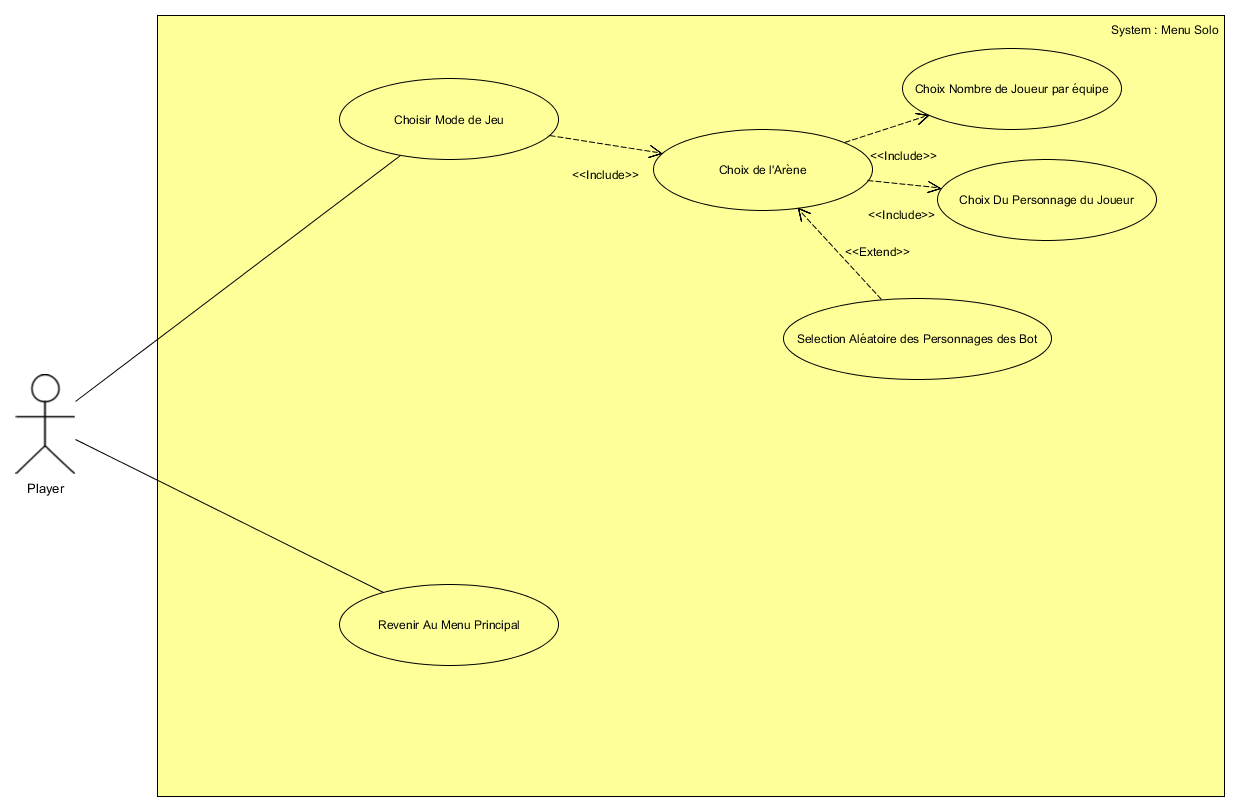 System : Menu Solo
Choix Nombre de Joueur par équipe
Choisir Mode de Jeu
<<Include>>
Choix de l'Arène
<<Include>>
Choix Du Personnage du Joueur
<<Include>>
<<Extend>>
Selection Aléatoire des Personnages des Bot
Player
Revenir Au Menu Principal